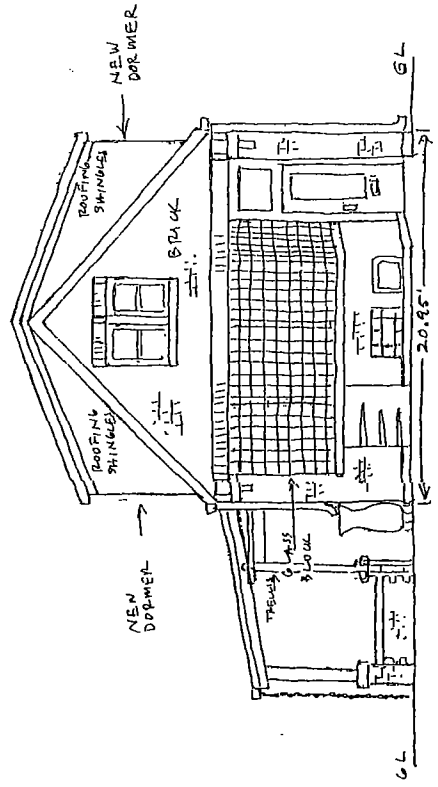 NEW
DORMER
NEW
DORMER
ROOFING
SHINGLES
ROOFING
SHINGLES
BRICK
TRELLIS
GLASS
BLOCK
20.95'
GL
GL